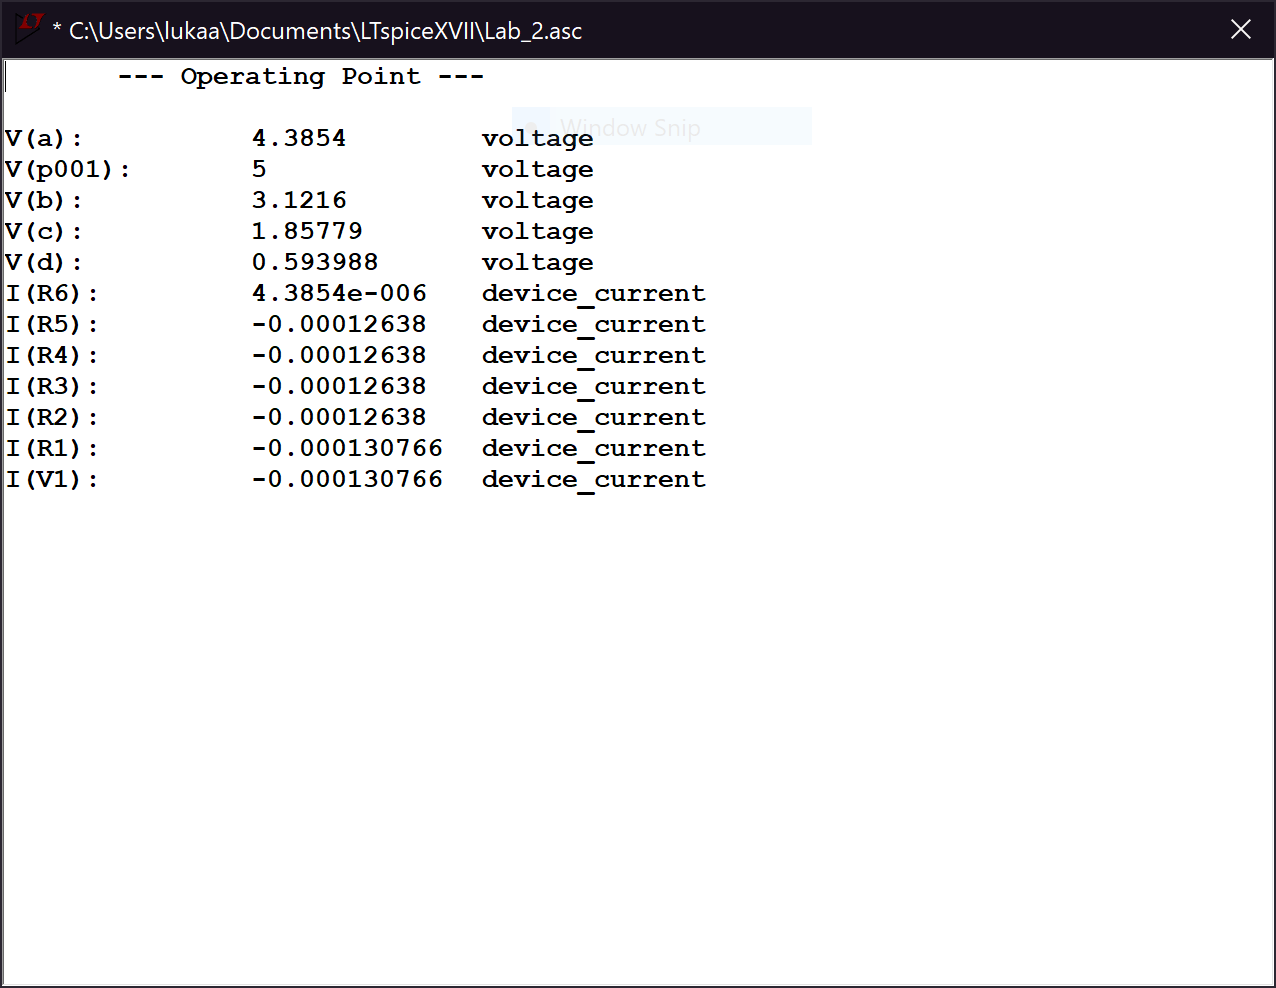 * C:\Users\lukaa\Documents\LTspiceXVII\Lab_2.asc
--- Operating Point ---
Window Snip
V(a): 4.3854 voltage
V(p001): 5 voltage
V(b): 3.1216 voltage
V(c): 1.85779 voltage
V(d): 0.593988 voltage
I(R6): 4.3854e-006 device_current
I(R5): -0.00012638 device_current
I(R4): -0.00012638 device_current
I(R3): -0.00012638 device_current
I(R2): -0.00012638 device_current
I(R1): -0.000130766 device_current
I(V1): -0.000130766 device_current